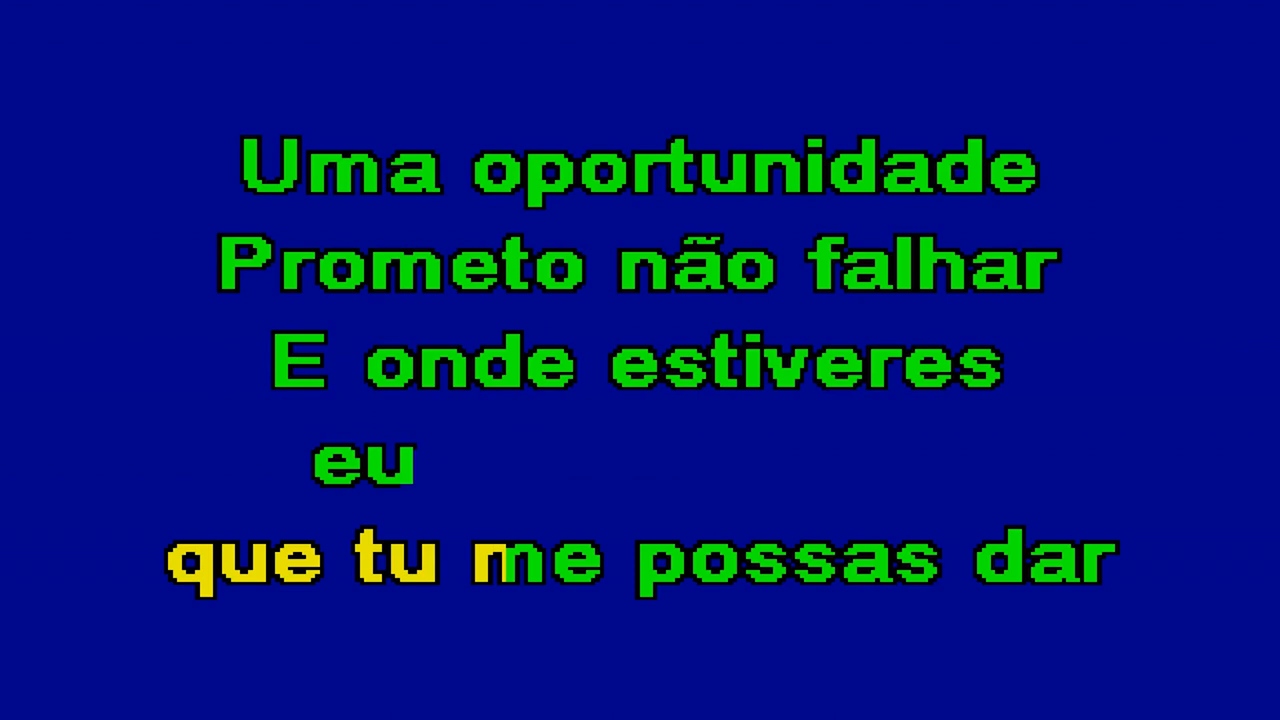 Uma oportunidade
Prometo não falhar
E onde estiveres
eu
que tu me possas dar